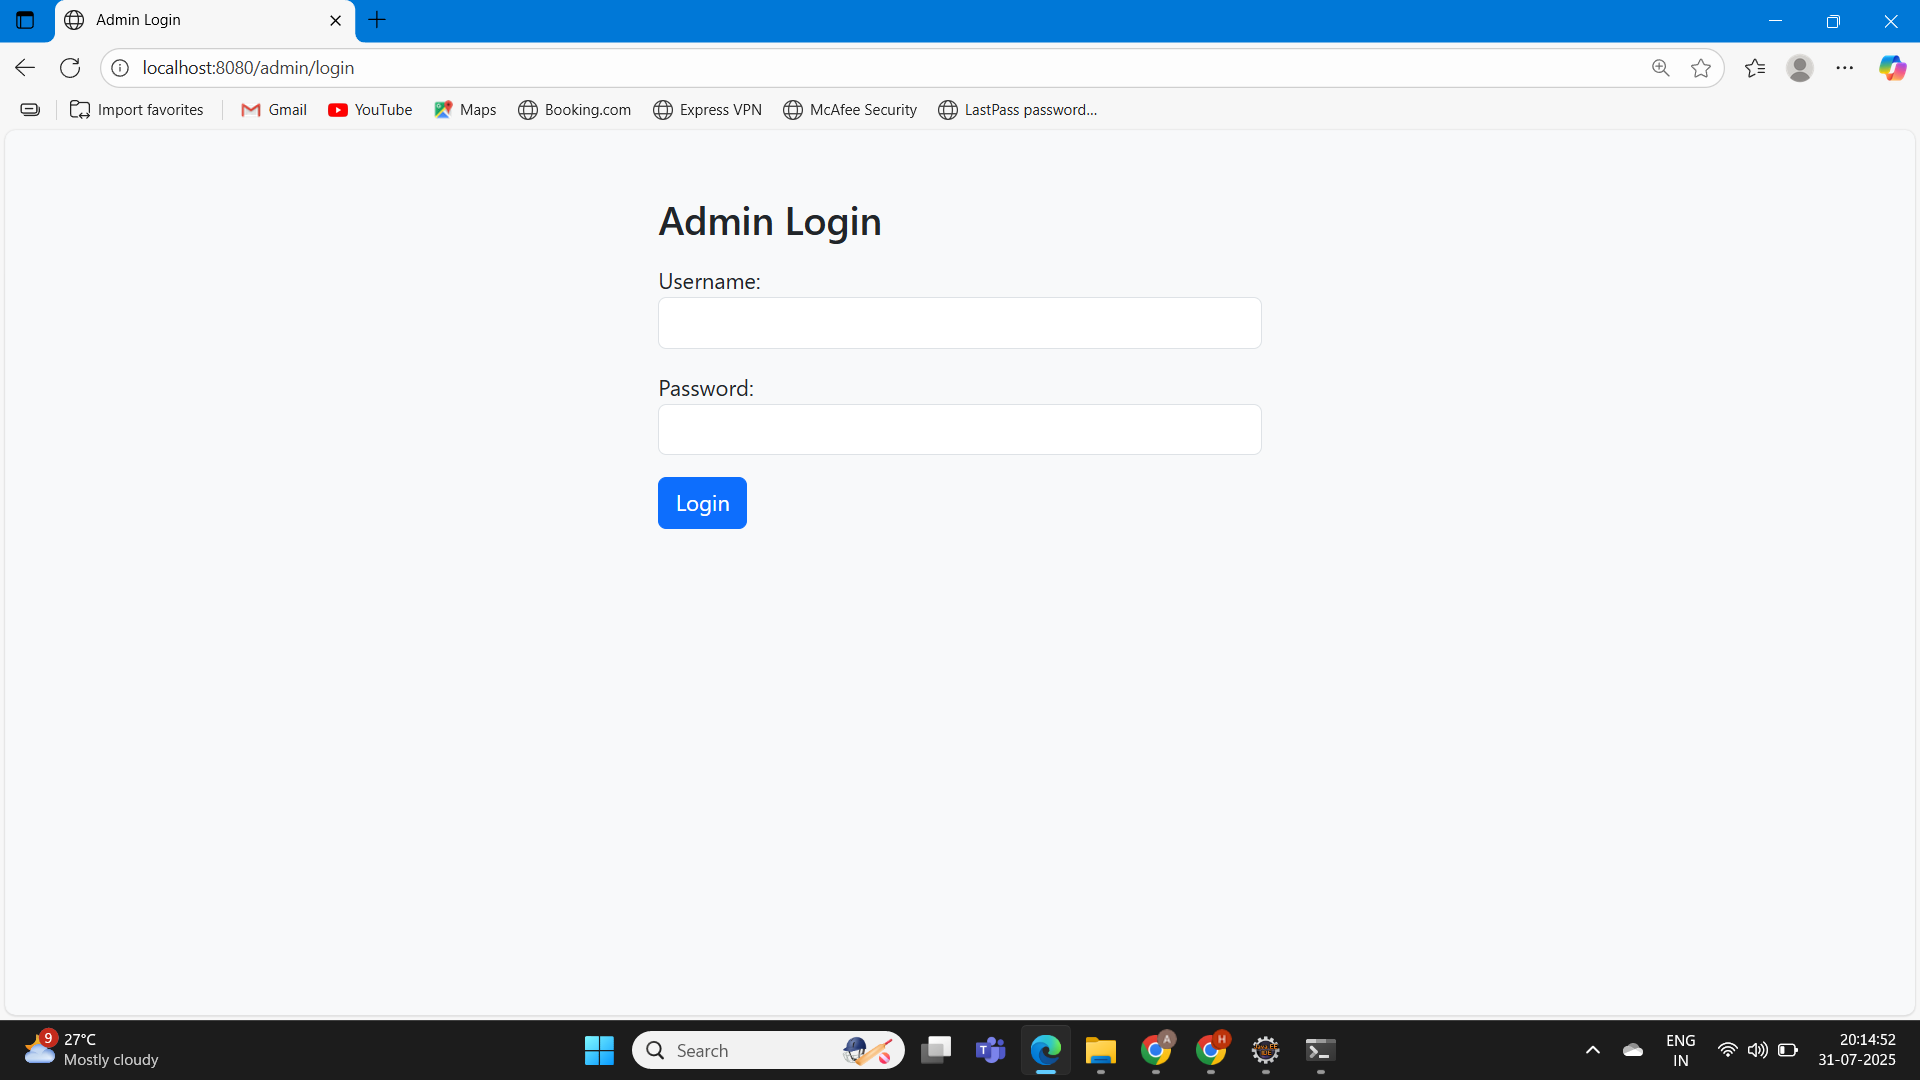 Admin Login
localhost:8080/admin/login
Import favorites
Gmail
YouTube
Maps
Booking.com
Express VPN
McAfee Security
LastPass password...
Admin Login
Username:
Password:
Login
9
27°C
Mostly cloudy
Search
T
A
H
ENG
IN
20:14:52
31-07-2025